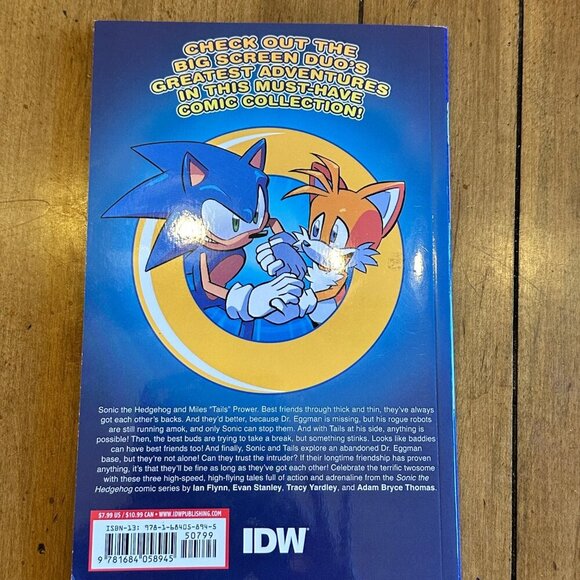 CHECK OUT THE
BIG SCREEN DUO'S
GREATEST ADVENTURES
IN THIS MUST-HAVE
COMIC COLLECTION!
Sonic the Hedgehog and Miles "Tails" Prower. Best friends through thick and thin, they've always
got each other's backs. And they'd better, because Dr. Eggman is missing, but his rogue robots
are still running amok, and only Sonic can stop them. And with Tails at his side, anything is
possible! Then, the best buds are trying to take a break, but something stinks. Looks like baddies
can have best friends too! And finally, Sonic and Tails explore an abandoned Dr. Eggman
base, but they're not alone! Can they trust the intruder? If their longtime friendship has proven
anything, it's that they'll be fine as long as they've got each other! Celebrate the terrific twosome
with these three high-speed, high-flying tales full of action and adrenaline from the Sonic the
Hedgehog comic series by Ian Flynn, Evan Stanley, Tracy Yardley, and Adam Bryce Thomas.
$7.99 US / $10.99 CAN • WWW.IDWPUBLISHING.COM
ISBN-13: 978-1-68405-894-5
50799
9 781684 058945
IDW